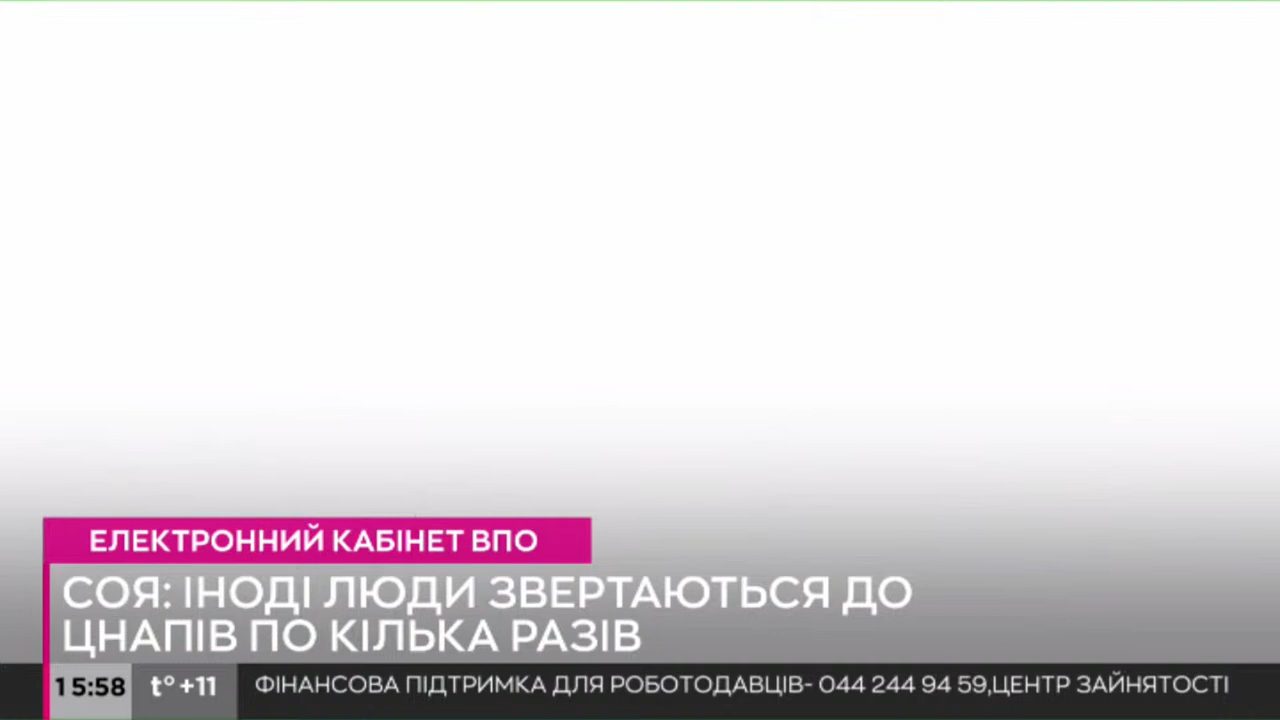 ЕЛЕКТРОННИЙ КАБІНЕТ ВПО
СОЯ: ІНОДІ ЛЮДИ ЗВЕРТАЮТЬСЯ ДО
ЦНАПІВ ПО КІЛЬКА РАЗІВ
15:58 t° +11 ФІНАНСОВА ПІДТРИМКА ДЛЯ РОБОТОДАВЦІВ- 044 244 94 59,ЦЕНТР ЗАЙНЯТОСТІ